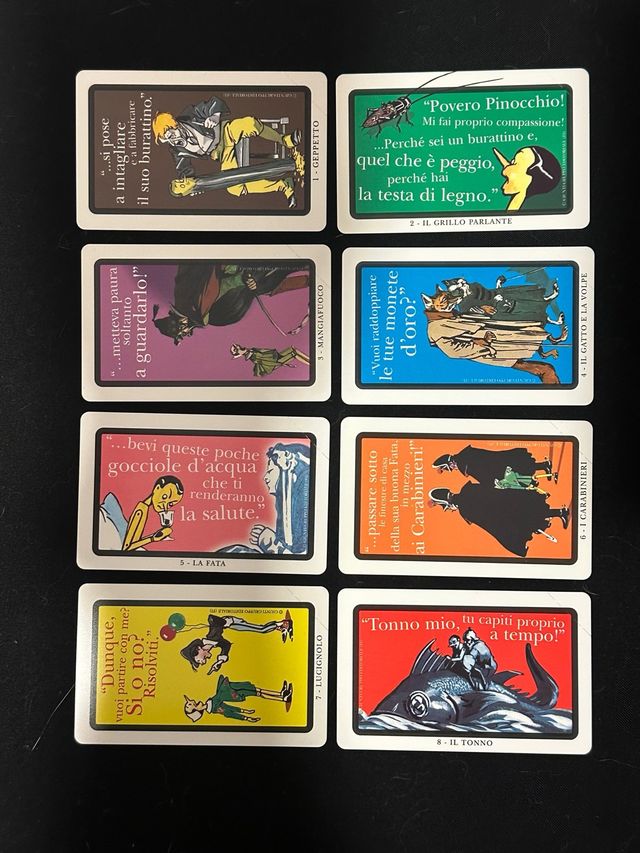 "...si pose
a intagliare
e a fabbricare
il suo burattino."
1 - GEPPETTO
"Povero Pinocchio!
Mi fai proprio compassione!"
...Perché sei un burattino e,
quel che è peggio,
perché hai
la testa di legno."
2 - IL GRILLO PARLANTE
"...metteva paura
soltanto
a guardarlo!"
3 - MANGIAFUOCO
"Vuoi raddoppiare
le tue monete
d'oro?"
4 - IL GATTO E LA VOLPE
"...bevi queste poche
gocciole d'acqua
che ti
renderanno
la salute."
5 - LA FATA
"...passare sotto
le finestre di casa
della sua buona Fata.
in mezzo
ai Carabinieri!"
6 - I CARABINIERI
"Dunque,
vuoi partire con me?
Sì o no?
Risolviti."
© GIUNTI GRUPPO EDITORIALE (FI)
7 - LUCIGNOLO
"Tonno mio, tu capiti proprio
a tempo!"
8 - IL TONNO